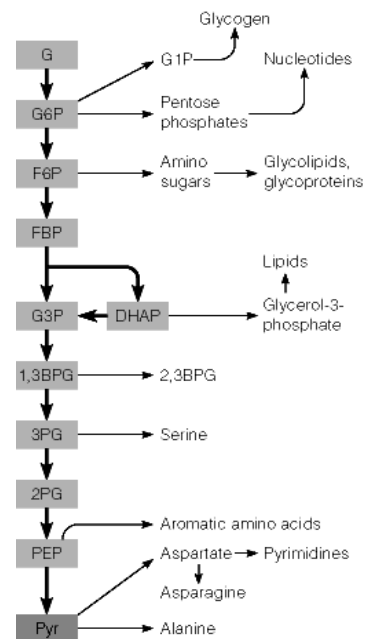 Glycogen
G
G1P
Nucleotides
G6P
Pentose
phosphates
F6P
Amino
sugars
Glycolipids,
glycoproteins
FBP
Lipids
G3P
DHAP
Glycerol-3-
phosphate
1,3BPG
2,3BPG
3PG
Serine
2PG
PEP
Aromatic amino acids
Aspartate
Pyrimidines
Asparagine
Pyr
Alanine